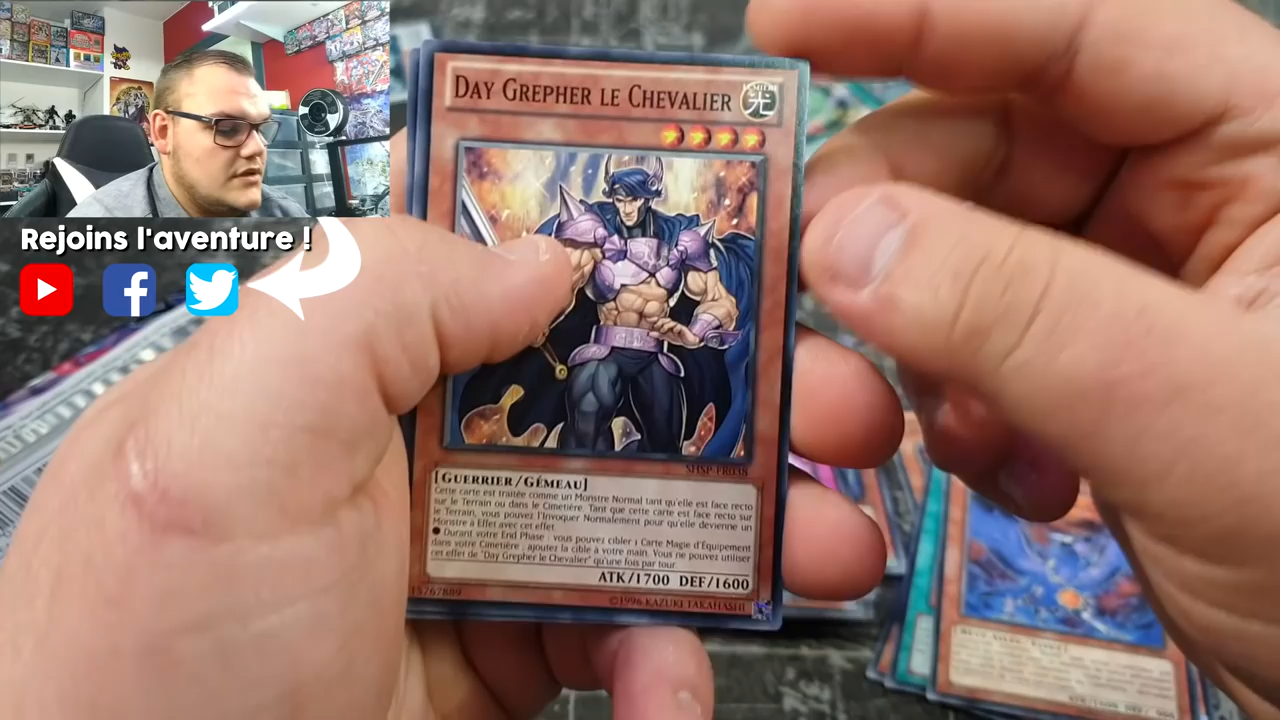 Rejoins l'aventure !
DAY GREPHER LE CHEVALIER
LUMIÈRE
光
SHSP-FR038
[GUERRIER/GÉMEAU]
Cette carte est traitée comme un Monstre Normal tant qu'elle est face recto
sur le Terrain ou dans le Cimetière. Tant que cette carte est face recto sur
le Terrain, vous pouvez l'Invoquer Normalement pour qu'elle devienne un
Monstre à Effet avec cet effet.
● Durant votre End Phase : vous pouvez cibler 1 Carte Magie d'Équipement
dans votre Cimetière ; ajoutez la cible à votre main. Vous ne pouvez utiliser
cet effet de "Day Grepher le Chevalier" qu'une fois par tour.
ATK/1700 DEF/1600
15767889
©1996 KAZUKI TAKAHASHI